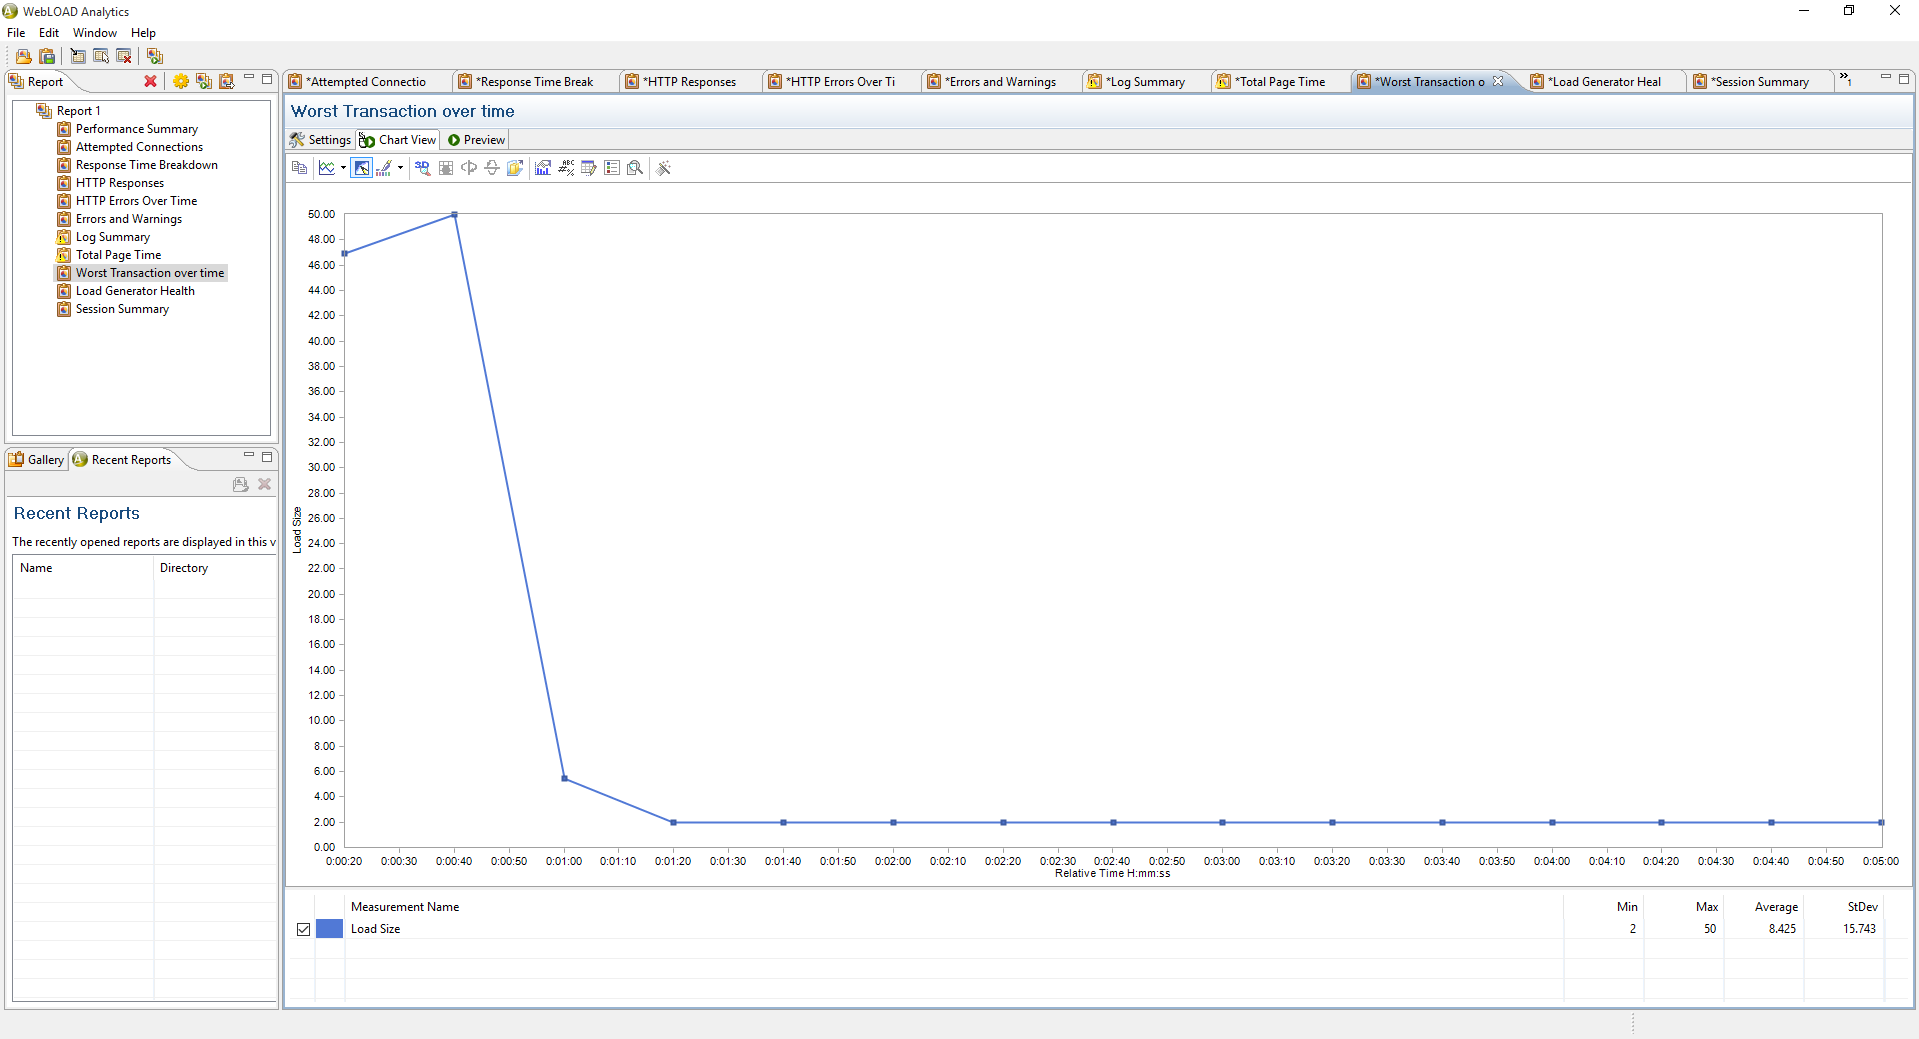 WebLOAD Analytics
File Edit Window Help
Report
Report 1
Performance Summary
Attempted Connections
Response Time Breakdown
HTTP Responses
HTTP Errors Over Time
Errors and Warnings
Log Summary
Total Page Time
Worst Transaction over time
Load Generator Health
Session Summary
Gallery Recent Reports
Recent Reports
The recently opened reports are displayed in this v
Name Directory
*Attempted Connectio *Response Time Break *HTTP Responses *HTTP Errors Over Ti *Errors and Warnings *Log Summary *Total Page Time *Worst Transaction o *Load Generator Heal *Session Summary »1
Worst Transaction over time
Settings Chart View Preview
3D ABC #%
50.00
48.00
46.00
44.00
42.00
40.00
38.00
36.00
34.00
32.00
30.00
28.00
26.00
24.00
22.00
20.00
18.00
16.00
14.00
12.00
10.00
8.00
6.00
4.00
2.00
0.00
Load Size
0:00:20 0:00:30 0:00:40 0:00:50 0:01:00 0:01:10 0:01:20 0:01:30 0:01:40 0:01:50 0:02:00 0:02:10 0:02:20 0:02:30 0:02:40 0:02:50 0:03:00 0:03:10 0:03:20 0:03:30 0:03:40 0:03:50 0:04:00 0:04:10 0:04:20 0:04:30 0:04:40 0:04:50 0:05:00
Relative Time H:mm:ss
Measurement Name Min Max Average StDev
Load Size 2 50 8.425 15.743